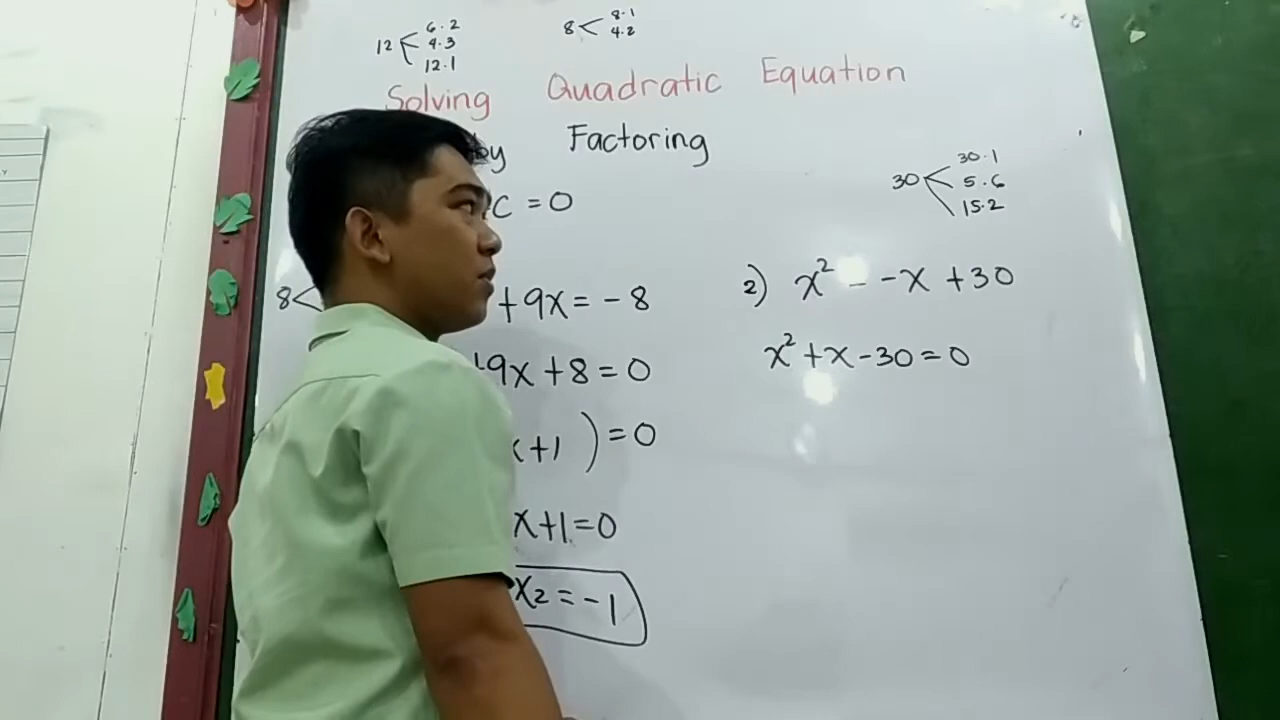 12 < 6·2
4·3
12·1
8 < 8·1
4·2
Solving Quadratic Equation
by Factoring
C = 0
30 < 30·1
5·6
15·2
8 <
+9x = -8
+9x + 8 = 0
x+1 ) = 0
x+1 = 0
x₂ = -1
2) x² - -x +30
x² + x - 30 = 0